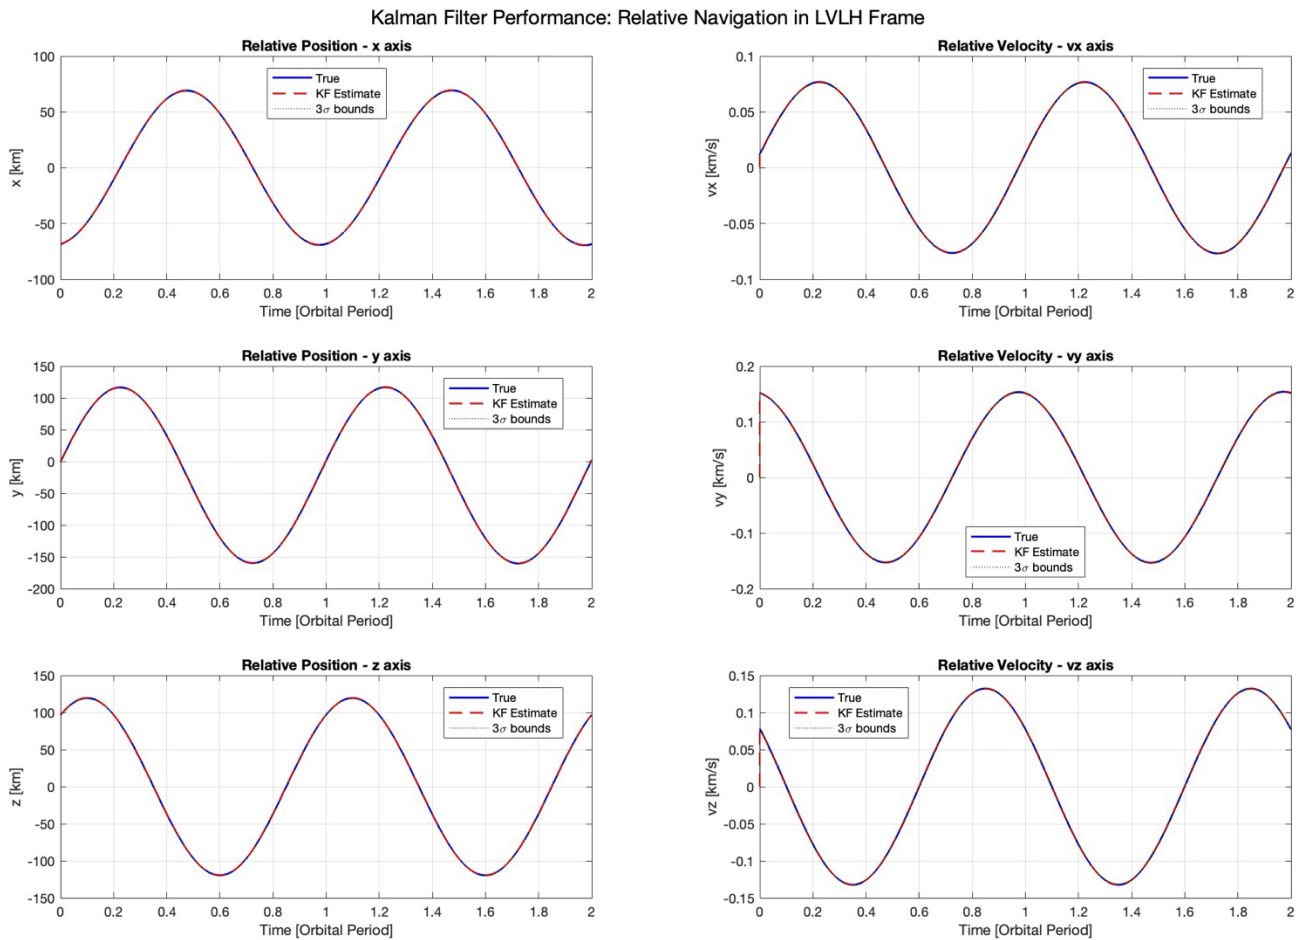 Kalman Filter Performance: Relative Navigation in LVLH Frame
Relative Position - x axis
100
50
0
-50
-100
x [km]
True
KF Estimate
3σ bounds
0 0.2 0.4 0.6 0.8 1 1.2 1.4 1.6 1.8 2
Time [Orbital Period]
Relative Velocity - vx axis
0.1
0.05
0
-0.05
-0.1
vx [km/s]
True
KF Estimate
3σ bounds
0 0.2 0.4 0.6 0.8 1 1.2 1.4 1.6 1.8 2
Time [Orbital Period]
Relative Position - y axis
150
100
50
0
-50
-100
-150
-200
y [km]
True
KF Estimate
3σ bounds
0 0.2 0.4 0.6 0.8 1 1.2 1.4 1.6 1.8 2
Time [Orbital Period]
Relative Velocity - vy axis
0.2
0.1
0
-0.1
-0.2
vy [km/s]
True
KF Estimate
3σ bounds
0 0.2 0.4 0.6 0.8 1 1.2 1.4 1.6 1.8 2
Time [Orbital Period]
Relative Position - z axis
150
100
50
0
-50
-100
-150
z [km]
True
KF Estimate
3σ bounds
0 0.2 0.4 0.6 0.8 1 1.2 1.4 1.6 1.8 2
Time [Orbital Period]
Relative Velocity - vz axis
0.15
0.1
0.05
0
-0.05
-0.1
-0.15
vz [km/s]
True
KF Estimate
3σ bounds
0 0.2 0.4 0.6 0.8 1 1.2 1.4 1.6 1.8 2
Time [Orbital Period]